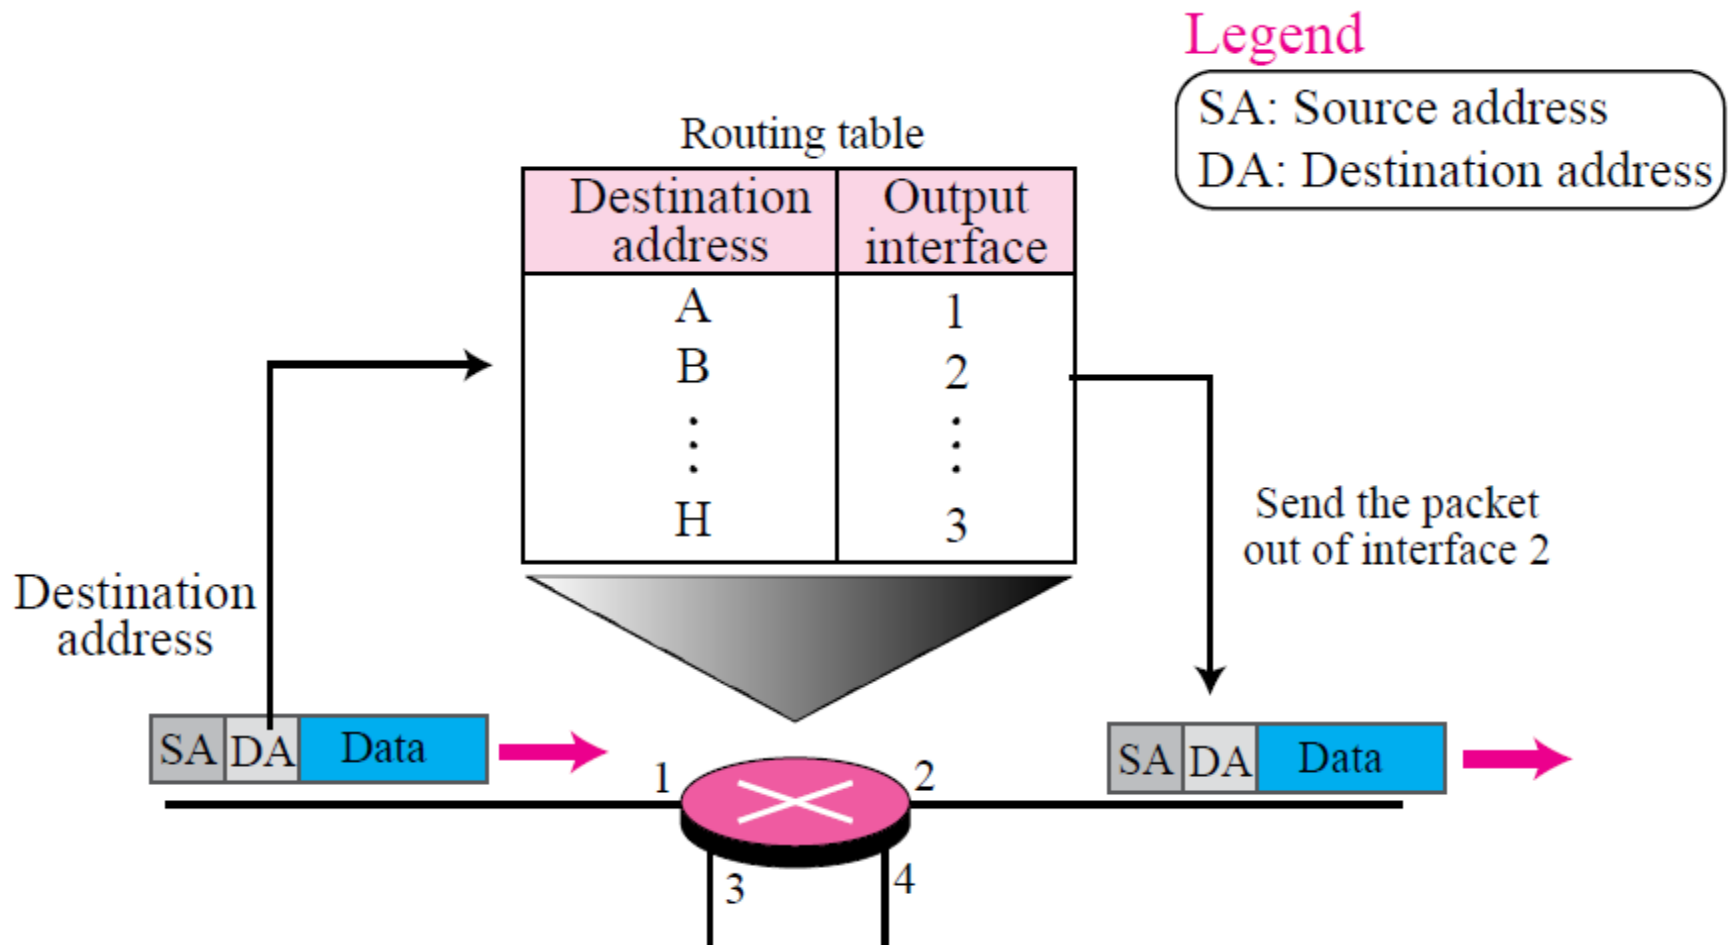 Legend
SA: Source address
DA: Destination address
Routing table
Destination address
Output interface
A 1
B 2
⋮ ⋮
H 3
Destination
address
Send the packet
out of interface 2
SA DA Data
SA DA Data
1
2
3
4